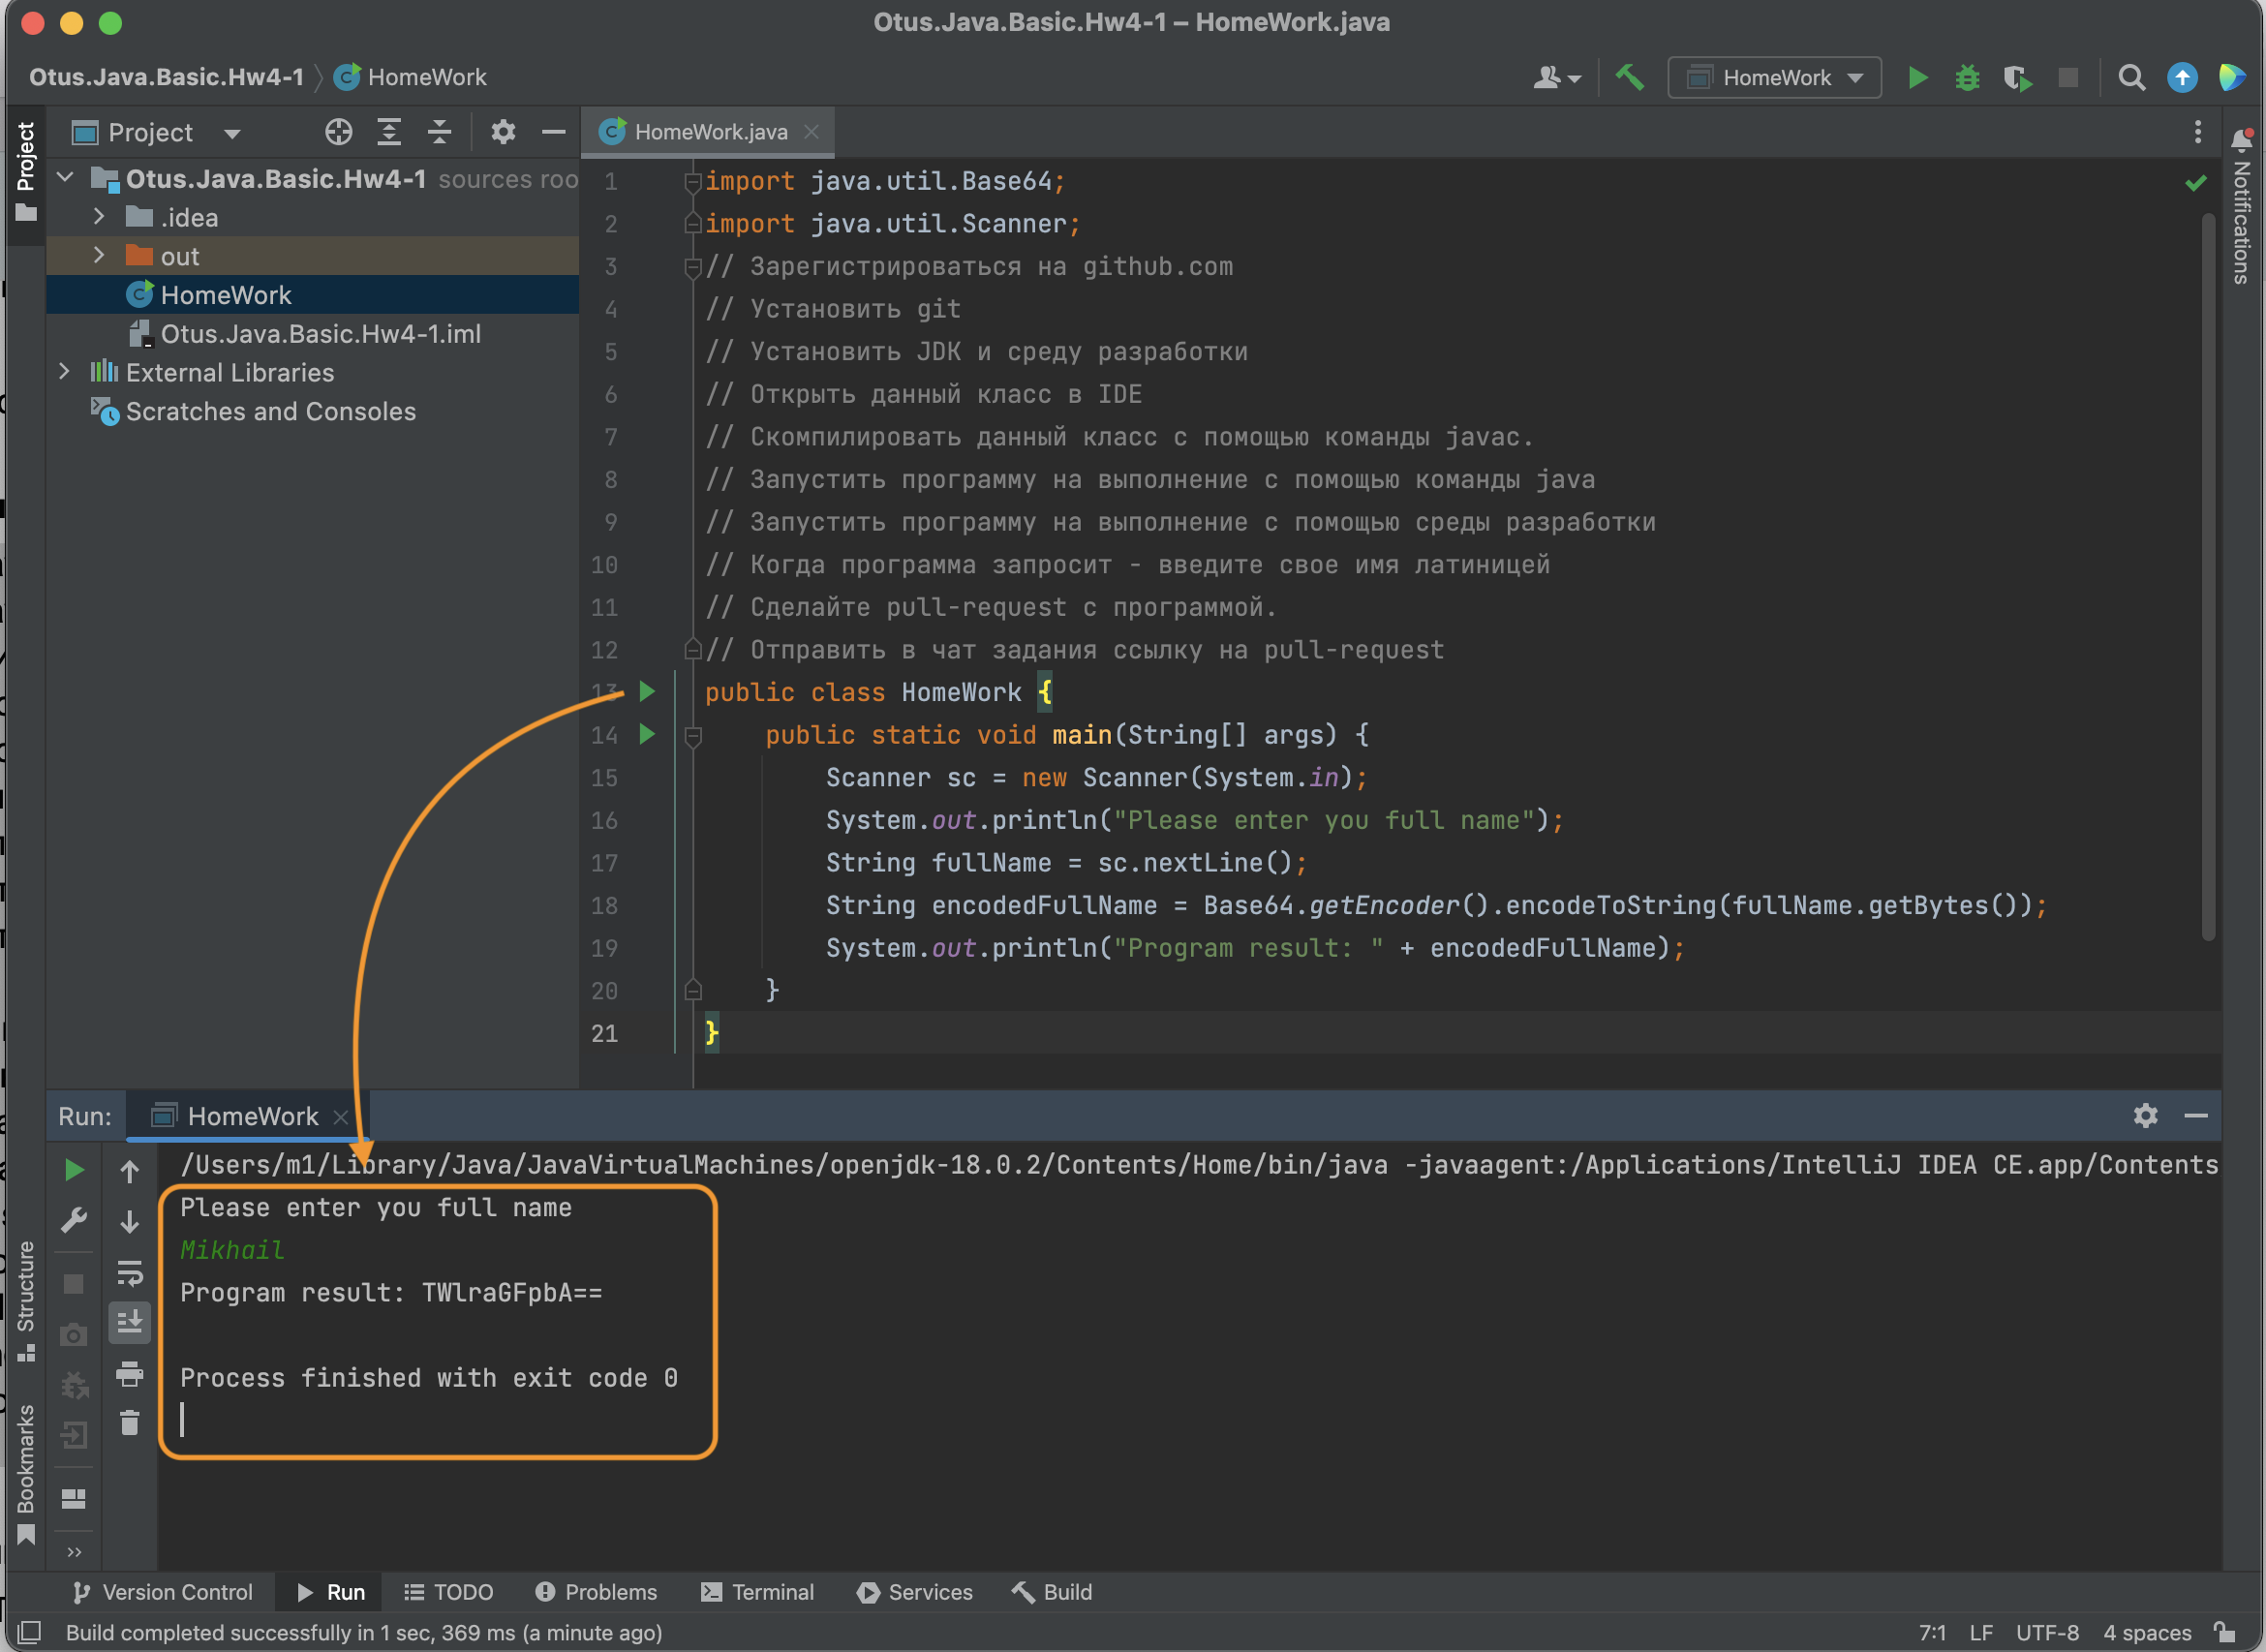 Otus.Java.Basic.Hw4-1 – HomeWork.java
Otus.Java.Basic.Hw4-1 HomeWork
HomeWork
Project
Project
Otus.Java.Basic.Hw4-1 sources roo
.idea
out
HomeWork
Otus.Java.Basic.Hw4-1.iml
External Libraries
Scratches and Consoles
HomeWork.java
1 import java.util.Base64;
2 import java.util.Scanner;
3 // Зарегистрироваться на github.com
4 // Установить git
5 // Установить JDK и среду разработки
6 // Открыть данный класс в IDE
7 // Скомпилировать данный класс с помощью команды javac.
8 // Запустить программу на выполнение с помощью команды java
9 // Запустить программу на выполнение с помощью среды разработки
10 // Когда программа запросит - введите свое имя латиницей
11 // Сделайте pull-request с программой.
12 // Отправить в чат задания ссылку на pull-request
13 public class HomeWork {
14 public static void main(String[] args) {
15 Scanner sc = new Scanner(System.in);
16 System.out.println("Please enter you full name");
17 String fullName = sc.nextLine();
18 String encodedFullName = Base64.getEncoder().encodeToString(fullName.getBytes());
19 System.out.println("Program result: " + encodedFullName);
20 }
21 }
Notifications
Run: HomeWork
/Users/m1/Library/Java/JavaVirtualMachines/openjdk-18.0.2/Contents/Home/bin/java -javaagent:/Applications/IntelliJ IDEA CE.app/Contents
Please enter you full name
Mikhail
Program result: TWlraGFpbA==
Process finished with exit code 0
Structure
Bookmarks
Version Control Run TODO Problems Terminal Services Build
Build completed successfully in 1 sec, 369 ms (a minute ago)
7:1 LF UTF-8 4 spaces